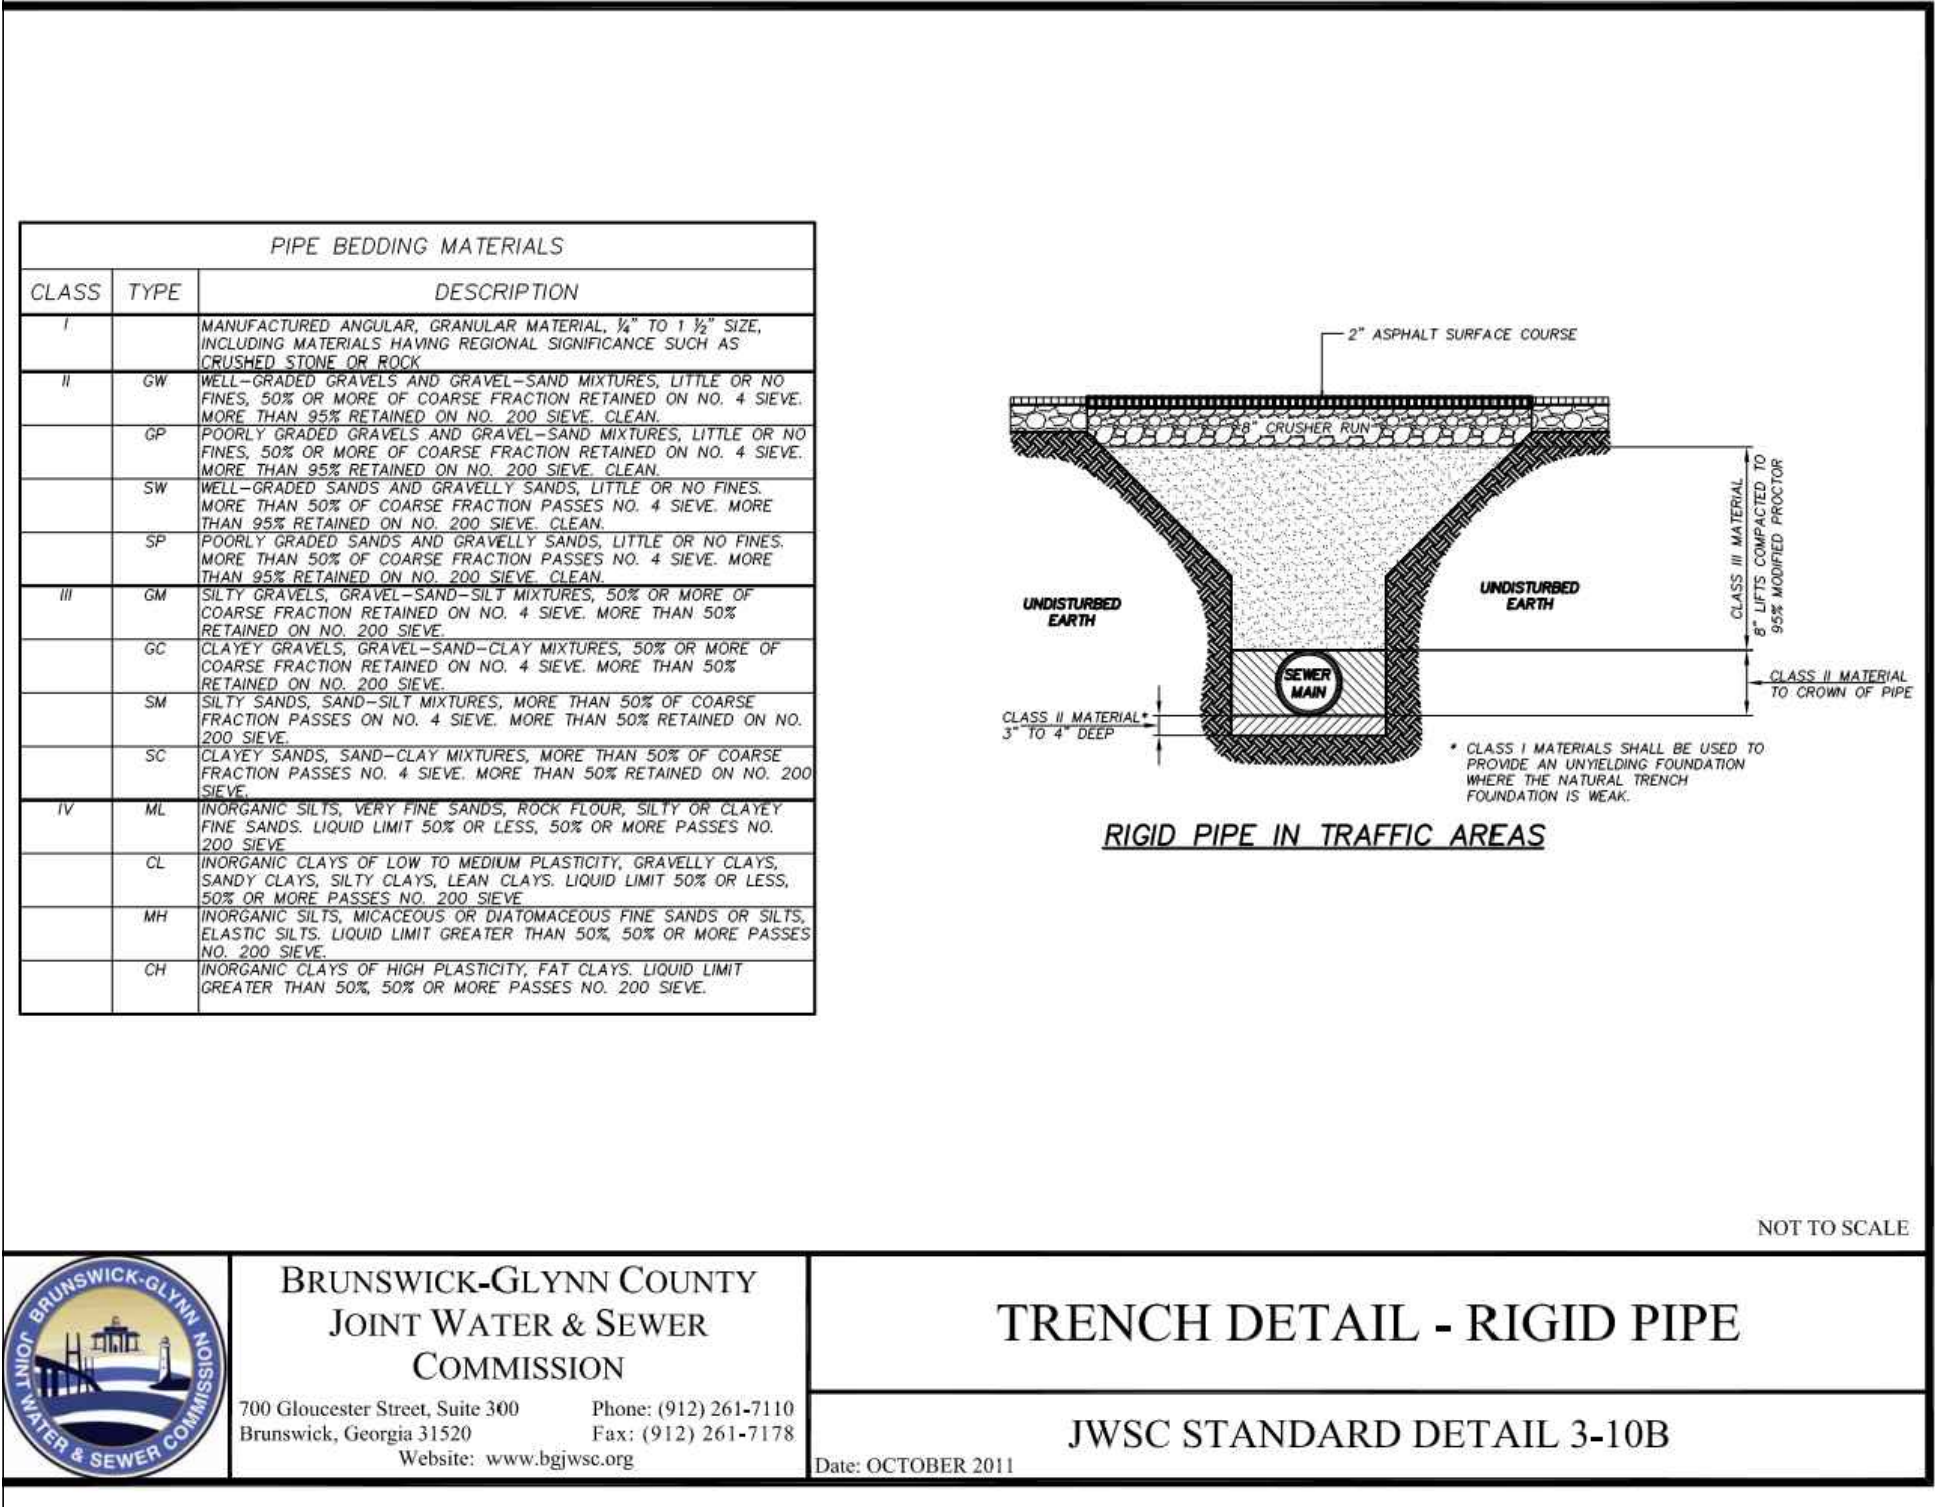 PIPE BEDDING MATERIALS
CLASS TYPE DESCRIPTION
I MANUFACTURED ANGULAR, GRANULAR MATERIAL, ¼" TO 1 ½" SIZE,
INCLUDING MATERIALS HAVING REGIONAL SIGNIFICANCE SUCH AS
CRUSHED STONE OR ROCK
II GW WELL-GRADED GRAVELS AND GRAVEL-SAND MIXTURES, LITTLE OR NO
FINES, 50% OR MORE OF COARSE FRACTION RETAINED ON NO. 4 SIEVE.
MORE THAN 95% RETAINED ON NO. 200 SIEVE. CLEAN.
GP POORLY GRADED GRAVELS AND GRAVEL-SAND MIXTURES, LITTLE OR NO
FINES, 50% OR MORE OF COARSE FRACTION RETAINED ON NO. 4 SIEVE.
MORE THAN 95% RETAINED ON NO. 200 SIEVE. CLEAN.
SW WELL-GRADED SANDS AND GRAVELLY SANDS, LITTLE OR NO FINES.
MORE THAN 50% OF COARSE FRACTION PASSES NO. 4 SIEVE. MORE
THAN 95% RETAINED ON NO. 200 SIEVE. CLEAN.
SP POORLY GRADED SANDS AND GRAVELLY SANDS, LITTLE OR NO FINES.
MORE THAN 50% OF COARSE FRACTION PASSES NO. 4 SIEVE. MORE
THAN 95% RETAINED ON NO. 200 SIEVE. CLEAN.
III GM SILTY GRAVELS, GRAVEL-SAND-SILT MIXTURES, 50% OR MORE OF
COARSE FRACTION RETAINED ON NO. 4 SIEVE. MORE THAN 50%
RETAINED ON NO. 200 SIEVE.
GC CLAYEY GRAVELS, GRAVEL-SAND-CLAY MIXTURES, 50% OR MORE OF
COARSE FRACTION RETAINED ON NO. 4 SIEVE. MORE THAN 50%
RETAINED ON NO. 200 SIEVE.
SM SILTY SANDS, SAND-SILT MIXTURES, MORE THAN 50% OF COARSE
FRACTION PASSES ON NO. 4 SIEVE. MORE THAN 50% RETAINED ON NO.
200 SIEVE.
SC CLAYEY SANDS, SAND-CLAY MIXTURES, MORE THAN 50% OF COARSE
FRACTION PASSES NO. 4 SIEVE. MORE THAN 50% RETAINED ON NO. 200
SIEVE.
IV ML INORGANIC SILTS, VERY FINE SANDS, ROCK FLOUR, SILTY OR CLAYEY
FINE SANDS. LIQUID LIMIT 50% OR LESS, 50% OR MORE PASSES NO.
200 SIEVE
CL INORGANIC CLAYS OF LOW TO MEDIUM PLASTICITY, GRAVELLY CLAYS,
SANDY CLAYS, SILTY CLAYS, LEAN CLAYS. LIQUID LIMIT 50% OR LESS,
50% OR MORE PASSES NO. 200 SIEVE
MH INORGANIC SILTS, MICACEOUS OR DIATOMACEOUS FINE SANDS OR SILTS,
ELASTIC SILTS. LIQUID LIMIT GREATER THAN 50%, 50% OR MORE PASSES
NO. 200 SIEVE.
CH INORGANIC CLAYS OF HIGH PLASTICITY, FAT CLAYS. LIQUID LIMIT
GREATER THAN 50%, 50% OR MORE PASSES NO. 200 SIEVE.
2" ASPHALT SURFACE COURSE
8" CRUSHER RUN
UNDISTURBED
EARTH
UNDISTURBED
EARTH
CLASS III MATERIAL
8" LIFTS COMPACTED TO
95% MODIFIED PROCTOR
SEWER
MAIN
CLASS II MATERIAL
TO CROWN OF PIPE
CLASS II MATERIAL*
3" TO 4" DEEP
* CLASS I MATERIALS SHALL BE USED TO
PROVIDE AN UNYIELDING FOUNDATION
WHERE THE NATURAL TRENCH
FOUNDATION IS WEAK.
RIGID PIPE IN TRAFFIC AREAS
NOT TO SCALE
BRUNSWICK-GLYNN
JOINT WATER & SEWER COMMISSION
BRUNSWICK-GLYNN COUNTY
JOINT WATER & SEWER
COMMISSION
700 Gloucester Street, Suite 300 Phone: (912) 261-7110
Brunswick, Georgia 31520 Fax: (912) 261-7178
Website: www.bgjwsc.org
TRENCH DETAIL - RIGID PIPE
JWSC STANDARD DETAIL 3-10B
Date: OCTOBER 2011